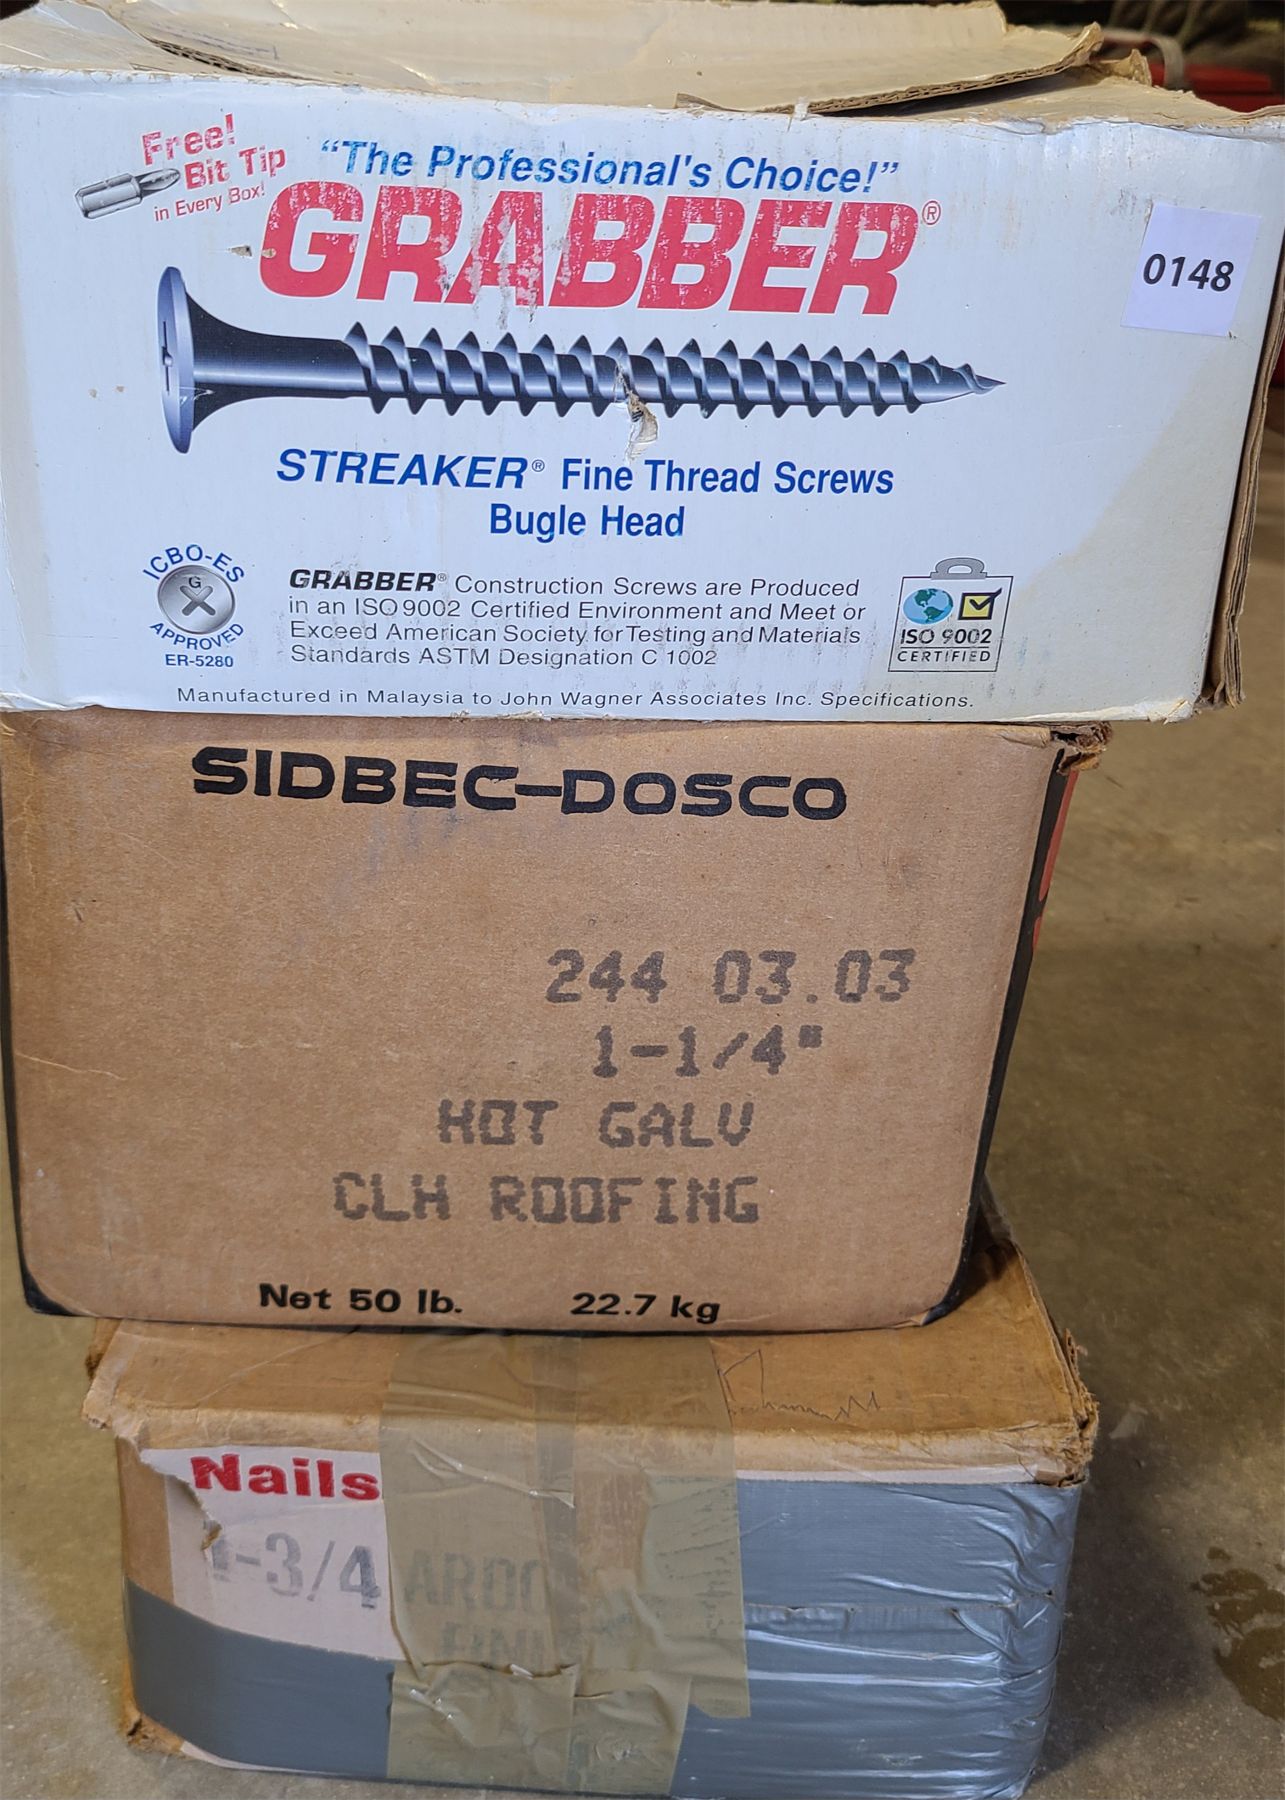 Free!
Bit Tip
in Every Box!
"The Professional's Choice!"
GRABBER®
0148
STREAKER® Fine Thread Screws
Bugle Head
ICBO-ES
G
APPROVED
ER-5280
GRABBER® Construction Screws are Produced
in an ISO 9002 Certified Environment and Meet or
Exceed American Society for Testing and Materials
Standards ASTM Designation C 1002
ISO 9002
CERTIFIED
Manufactured in Malaysia to John Wagner Associates Inc. Specifications.
SIDBEC-DOSCO
244 03.03
1-1/4"
HOT GALV
CLH ROOFING
Net 50 lb. 22.7 kg
Nails
1-3/4